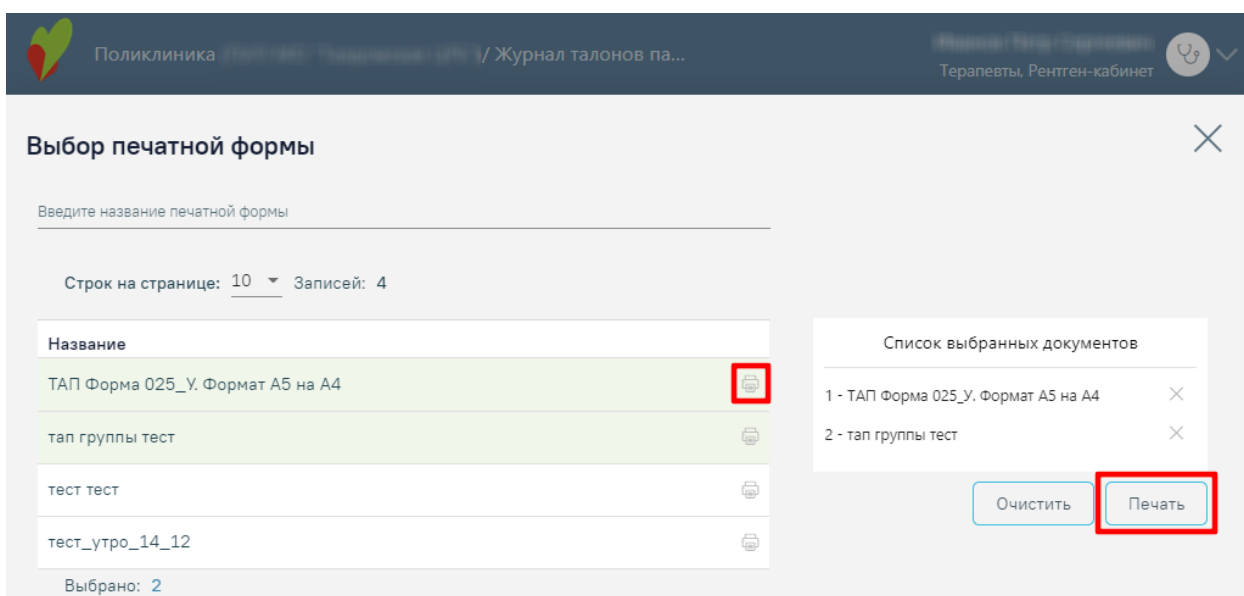 Поликлиника / Журнал талонов па...
Терапевты, Рентген-кабинет
Выбор печатной формы
Введите название печатной формы
Строк на странице: 10 Записей: 4
Название
ТАП Форма 025_У. Формат А5 на А4
тап группы тест
тест тест
тест_утро_14_12
Выбрано: 2
Список выбранных документов
1 - ТАП Форма 025_У. Формат А5 на А4
2 - тап группы тест
Очистить
Печать